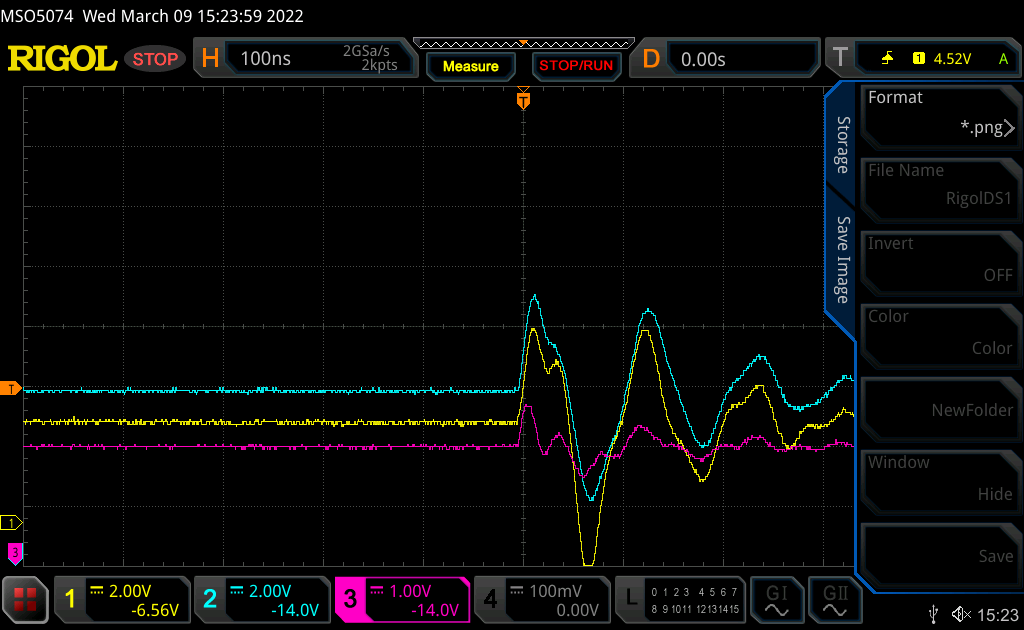 MSO5074 Wed March 09 15:23:59 2022
RIGOL STOP H 100ns 2GSa/s 2kpts Measure STOP/RUN D 0.00s T 1 4.52V A
T
Format
*.png
Storage
File Name
RigolDS1
Save Image
Invert
OFF
Color
Color
T
NewFolder
Window
Hide
1
3
Save
1 2.00V -6.56V
2 2.00V -14.0V
3 1.00V -14.0V
4 100mV 0.00V
L 0 1 2 3 4 5 6 7
8 9 10 11 12 13 14 15
GI GII
15:23